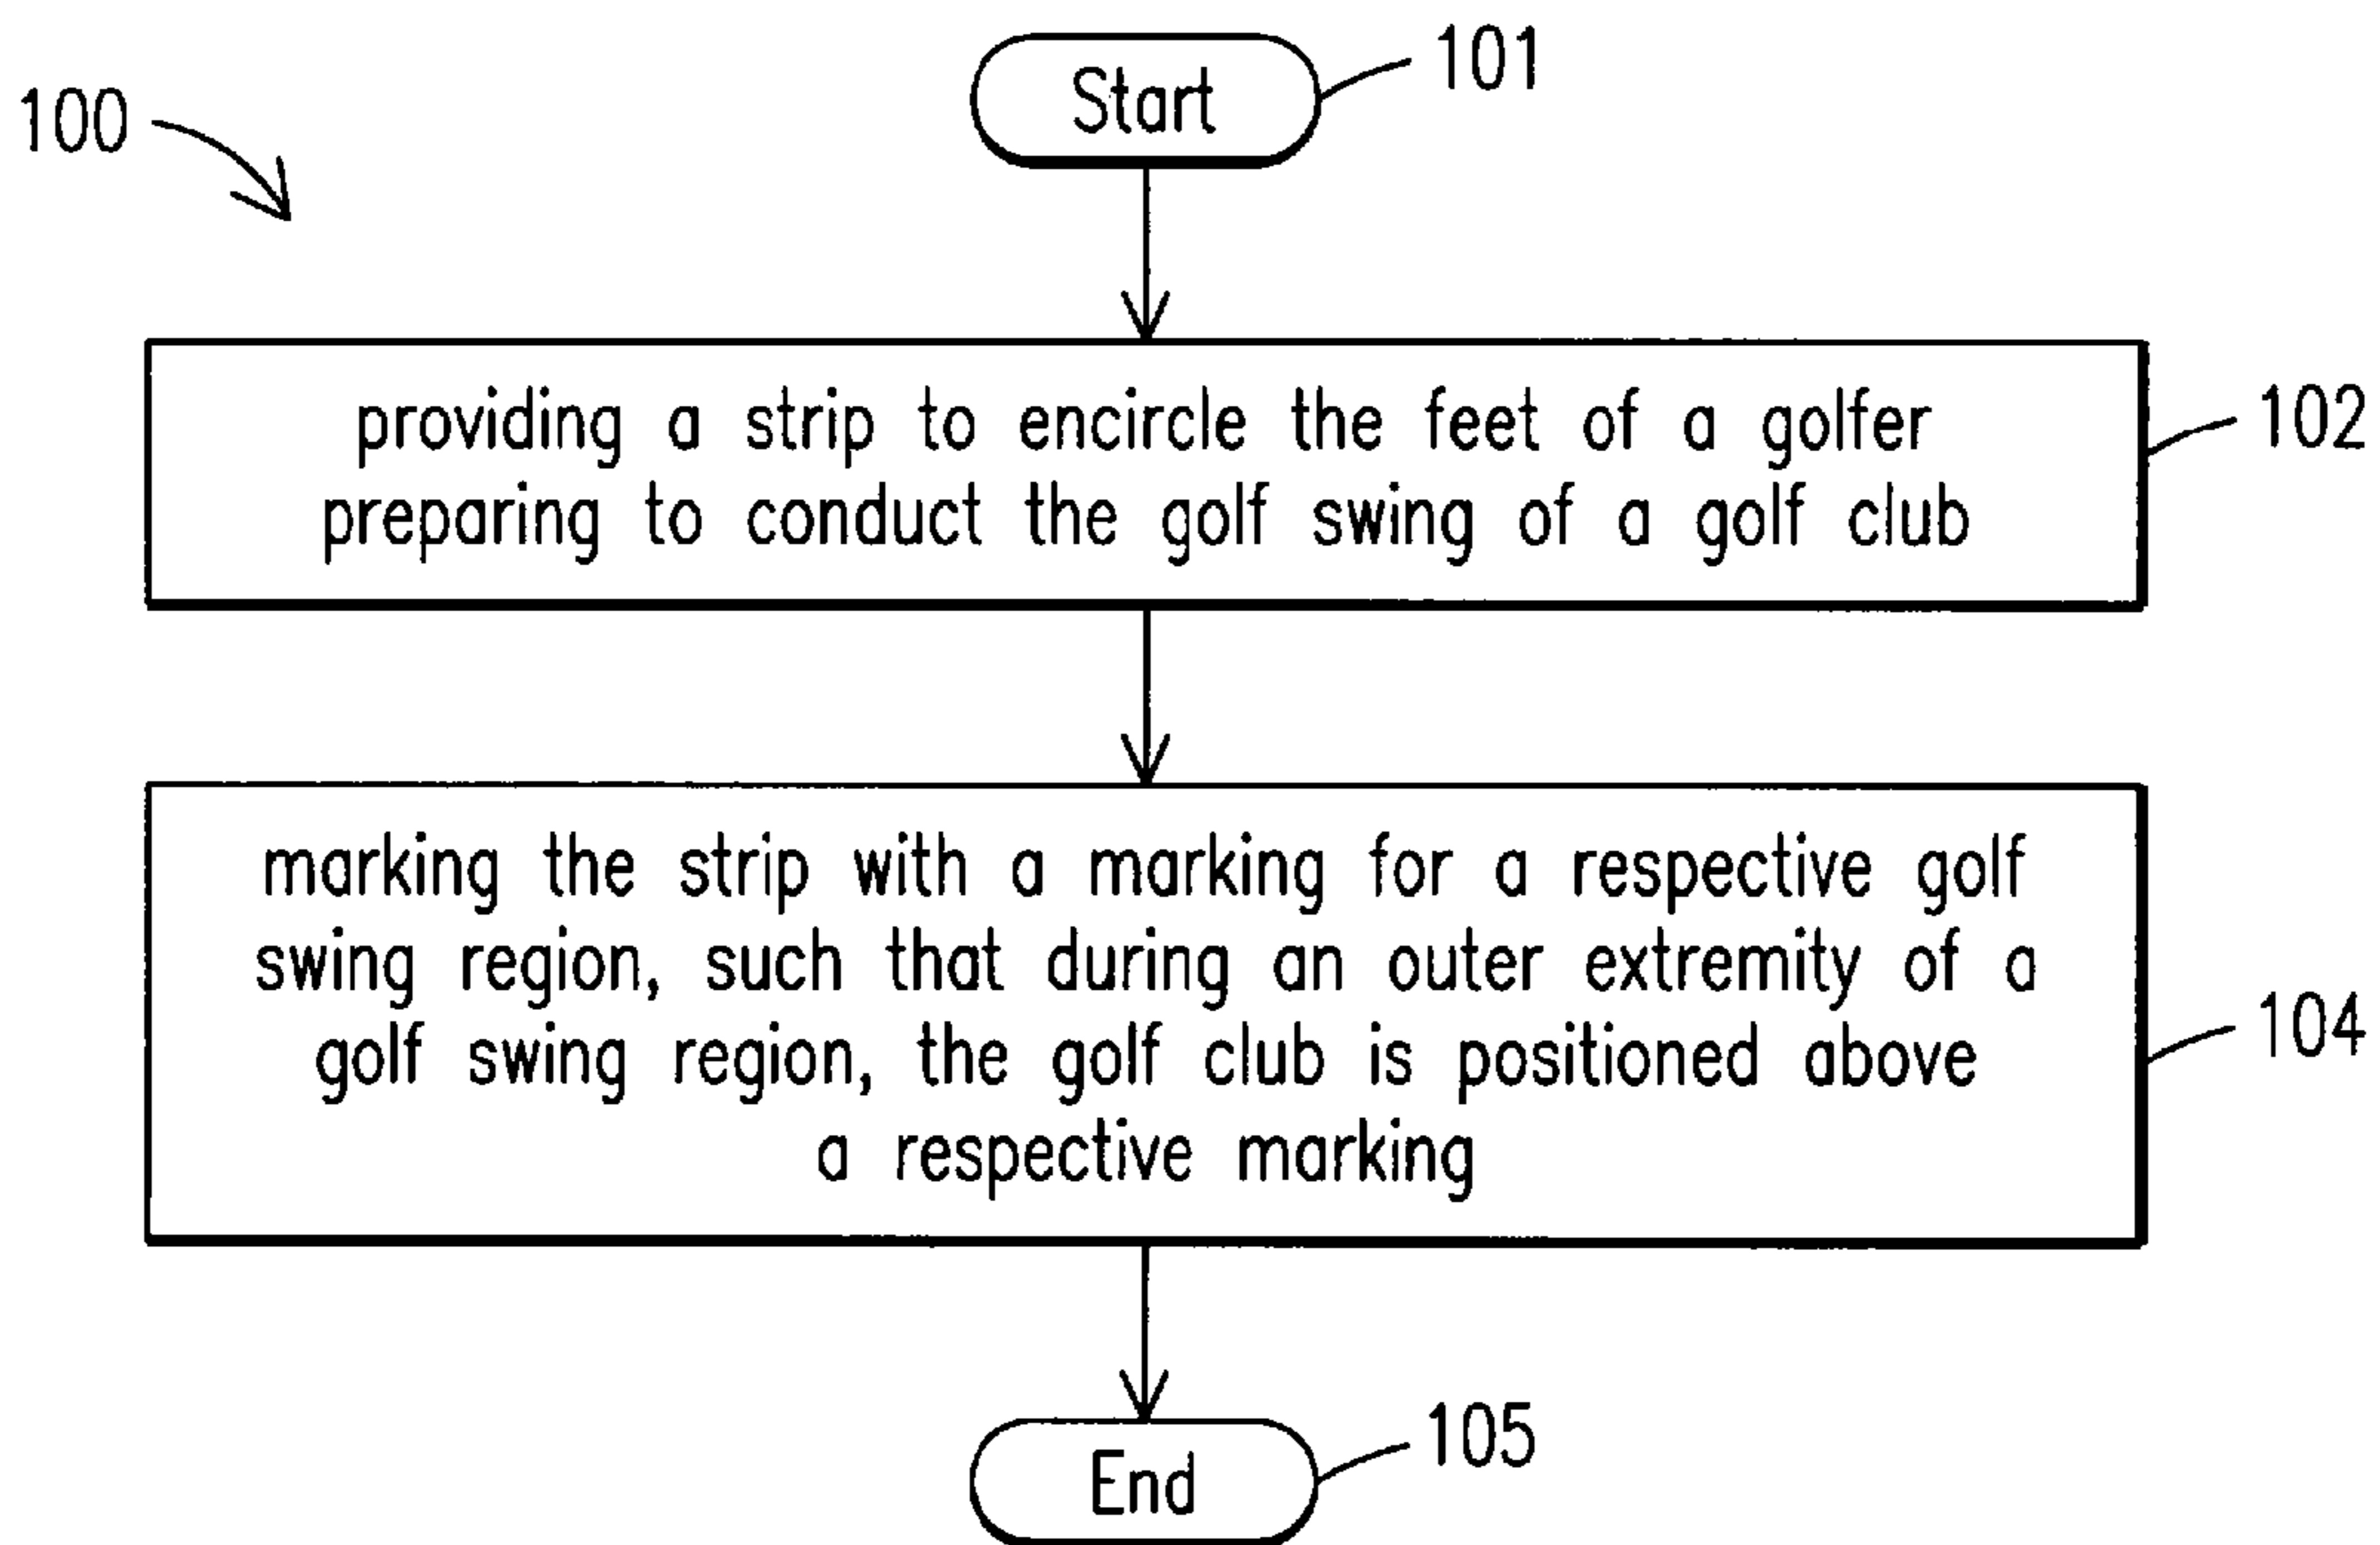 100
Start
101
providing a strip to encircle the feet of a golfer
preparing to conduct the golf swing of a golf club
102
marking the strip with a marking for a respective golf
swing region, such that during an outer extremity of a
golf swing region, the golf club is positioned above
a respective marking
104
End
105